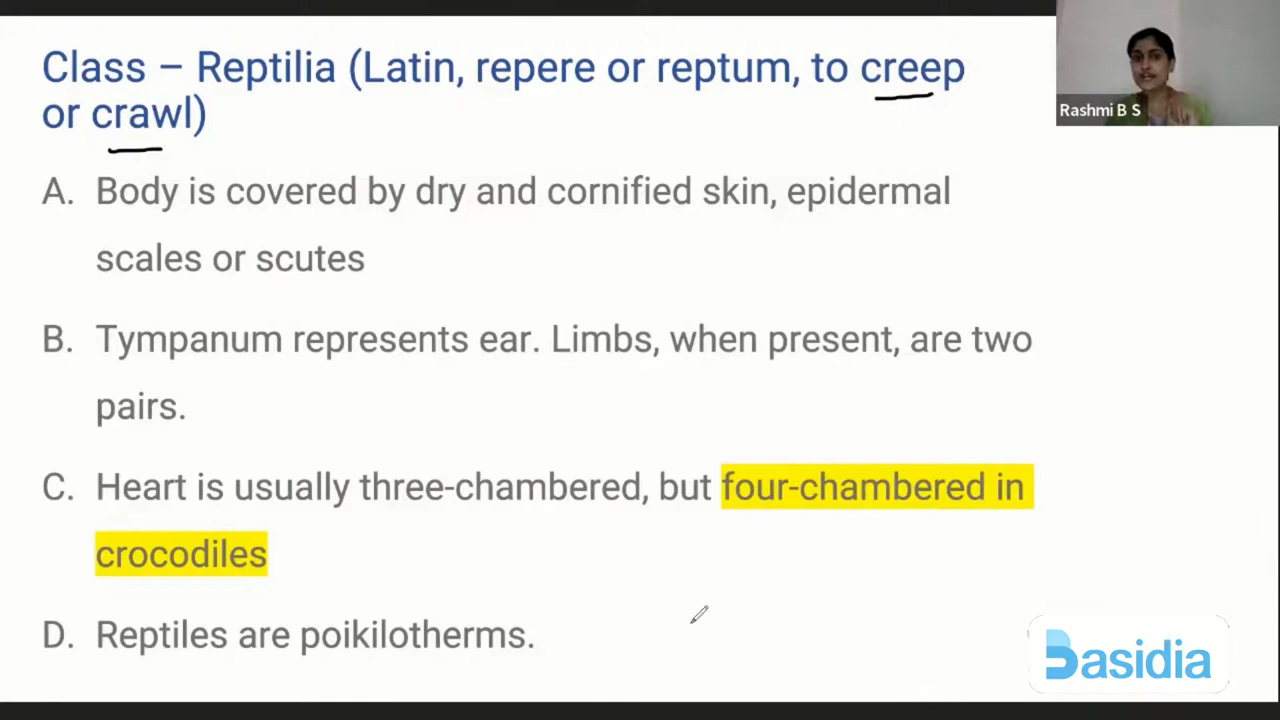 Class – Reptilia (Latin, repere or reptum, to creep
or crawl)
Rashmi B S
A. Body is covered by dry and cornified skin, epidermal
scales or scutes
B. Tympanum represents ear. Limbs, when present, are two
pairs.
C. Heart is usually three-chambered, but four-chambered in
crocodiles
D. Reptiles are poikilotherms.
Basidia